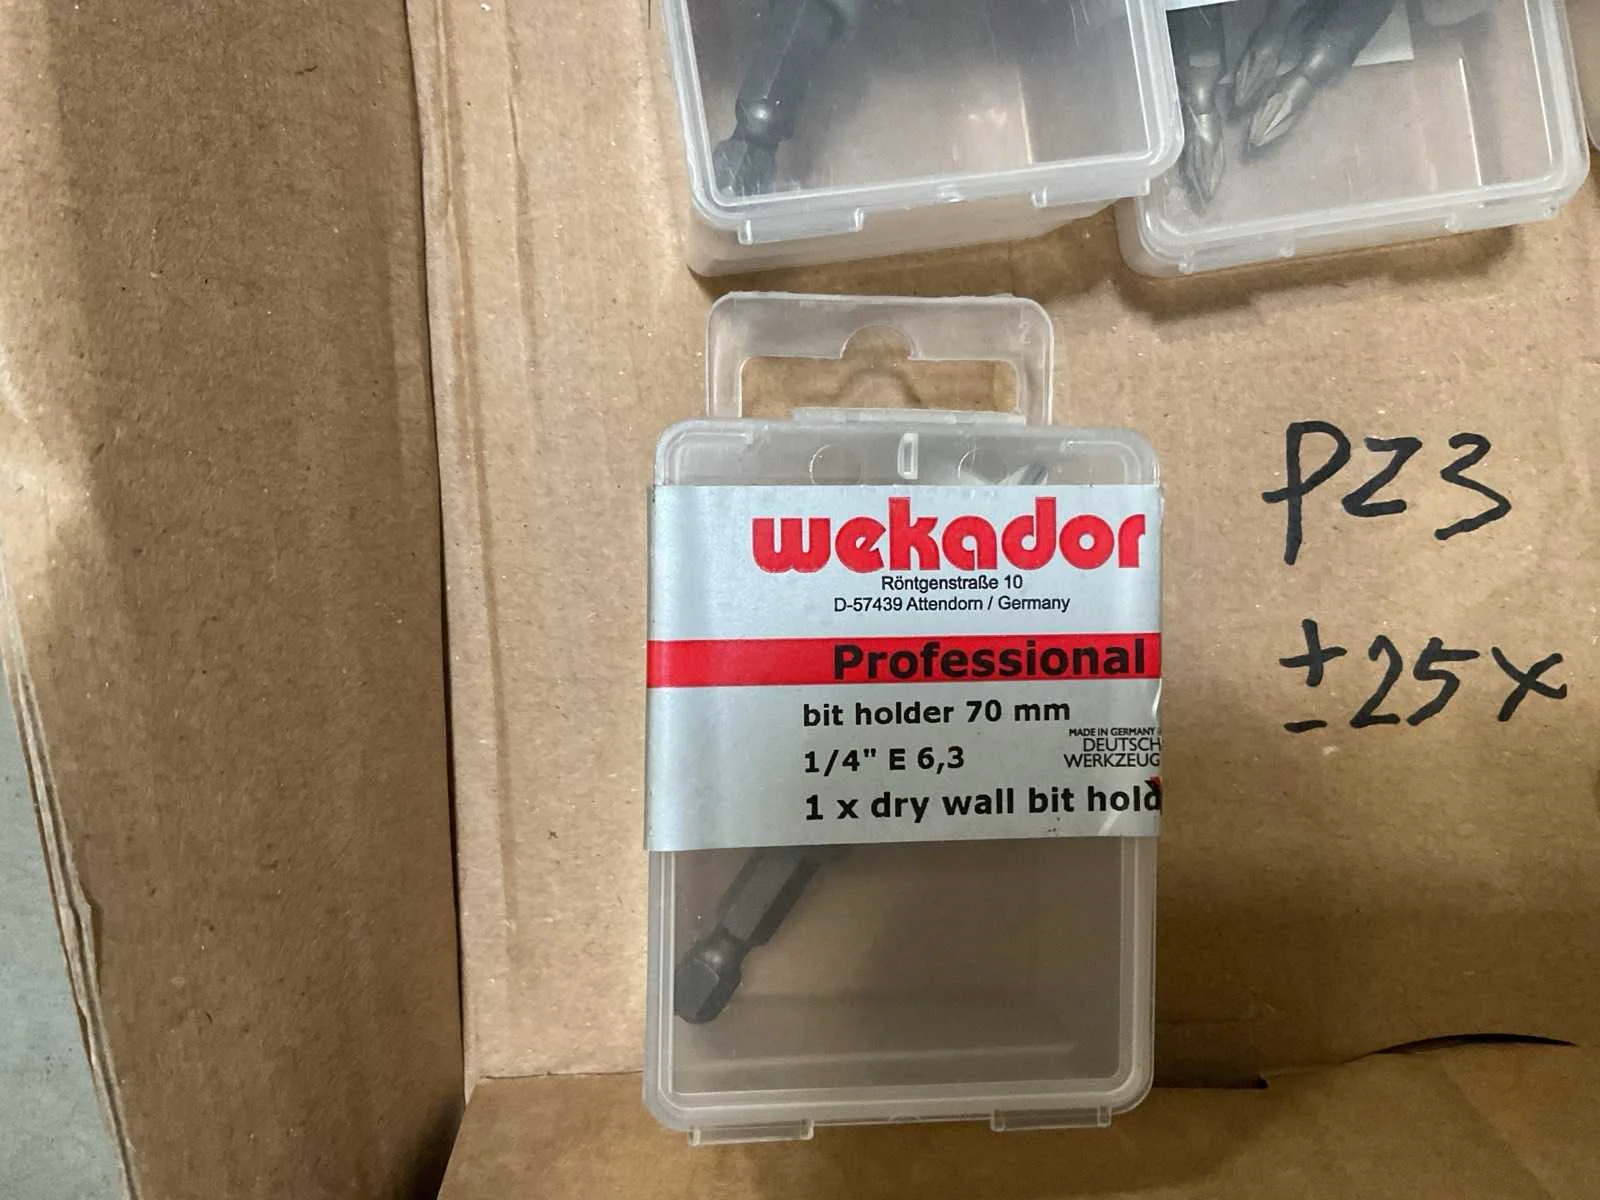 wekador
Röntgenstraße 10
D-57439 Attendorn / Germany
Professional
bit holder 70 mm
1/4" E 6,3
MADE IN GERMANY
DEUTSCH
WERKZEUG
1 x dry wall bit hold
PZ3
± 25x
2